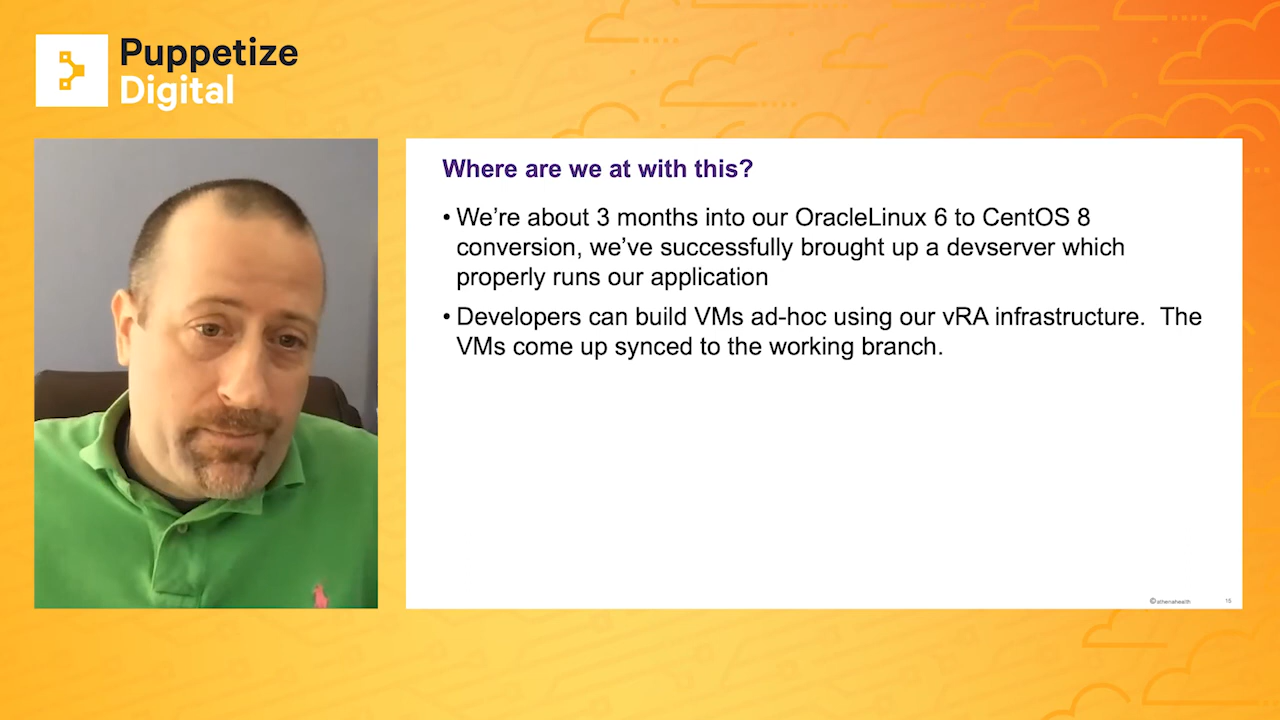 Puppetize
Digital
Where are we at with this?
• We’re about 3 months into our OracleLinux 6 to CentOS 8
conversion, we’ve successfully brought up a devserver which
properly runs our application
• Developers can build VMs ad-hoc using our vRA infrastructure.  The
VMs come up synced to the working branch.
©athenahealth
16